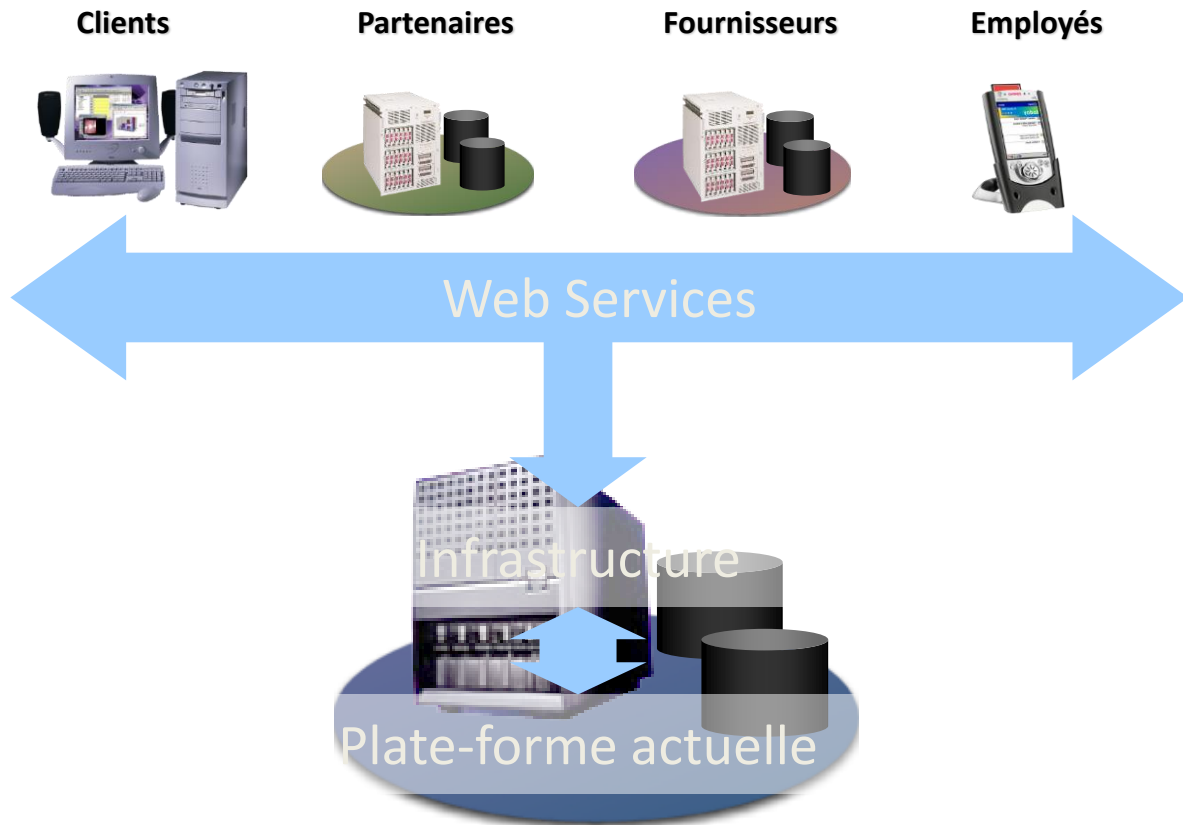 Clients
Partenaires
Fournisseurs
Employés
Web Services
Infrastructure
Plate-forme actuelle